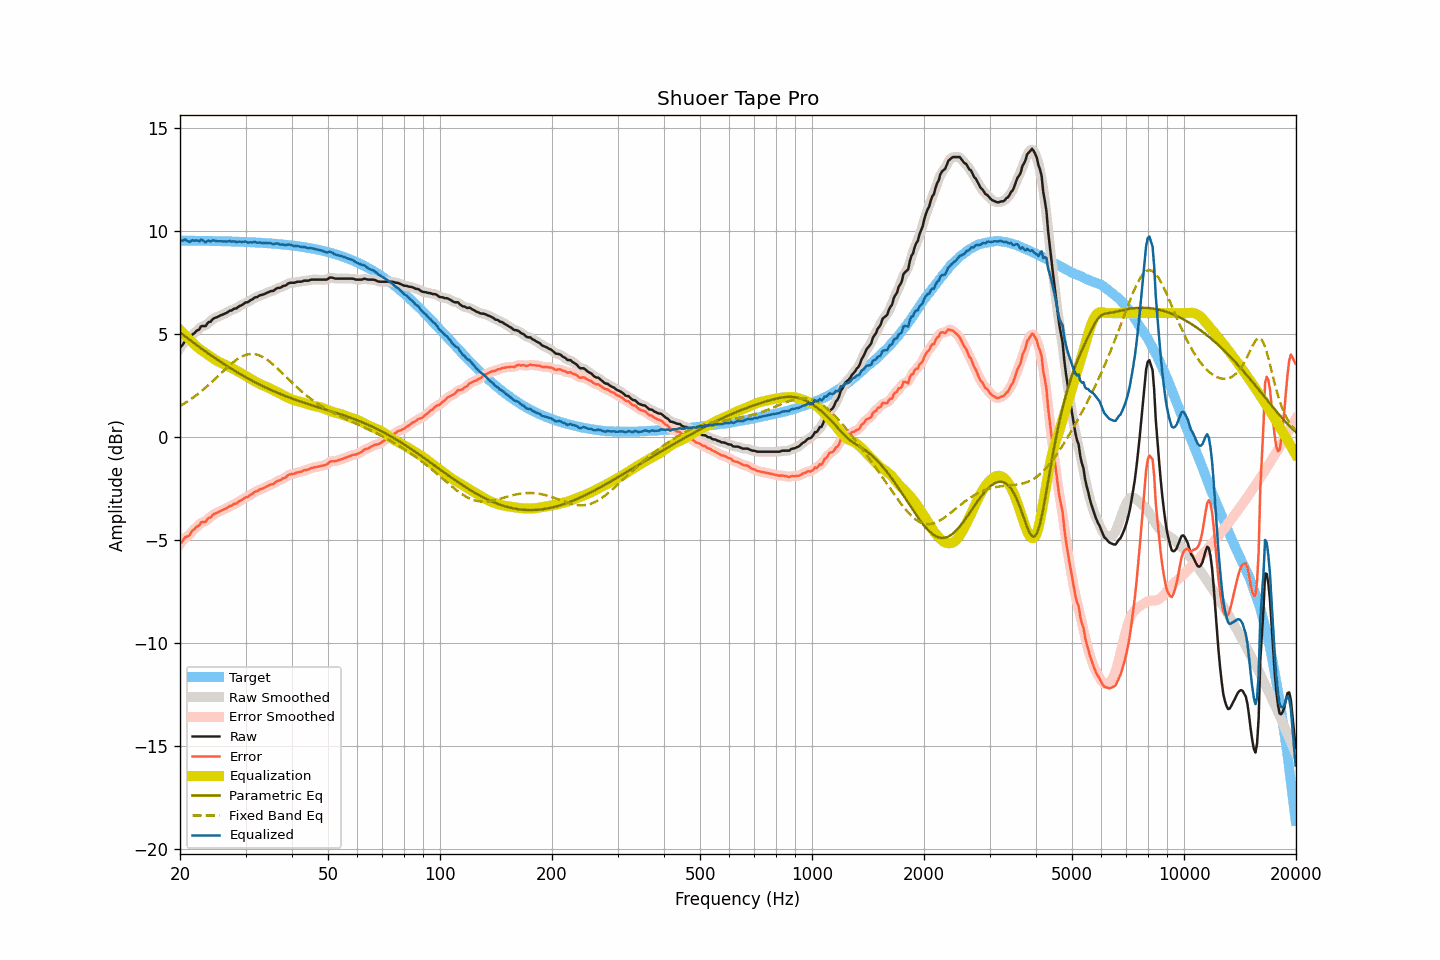 Shuoer Tape Pro
Amplitude (dBr)
15
10
5
0
−5
−10
−15
−20
Target
Raw Smoothed
Error Smoothed
Raw
Error
Equalization
Parametric Eq
Fixed Band Eq
Equalized
20 50 100 200 500 1000 2000 5000 10000 20000
Frequency (Hz)